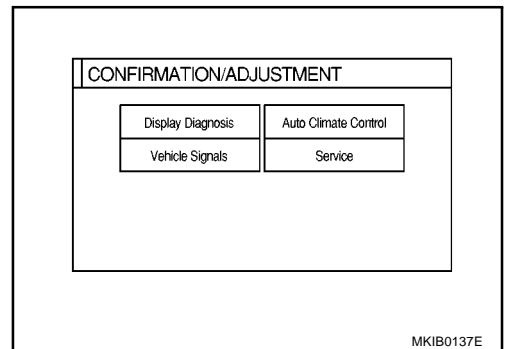 CONFIRMATION/ADJUSTMENT
Display Diagnosis Auto Climate Control
Vehicle Signals Service
MKIB0137E